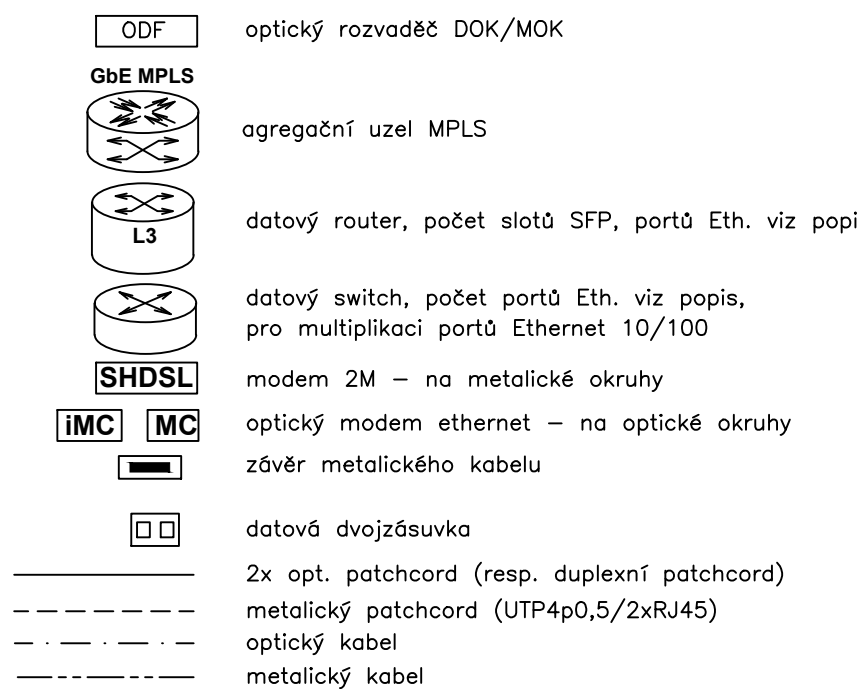 ODF optický rozvaděč DOK/MOK
GbE MPLS
agregační uzel MPLS
L3 datový router, počet slotů SFP, portů Eth. viz popi
datový switch, počet portů Eth. viz popis,
pro multiplikaci portů Ethernet 10/100
SHDSL modem 2M – na metalické okruhy
iMC MC optický modem ethernet – na optické okruhy
závěr metalického kabelu
datová dvojzásuvka
2x opt. patchcord (resp. duplexní patchcord)
metalický patchcord (UTP4p0,5/2xRJ45)
optický kabel
metalický kabel